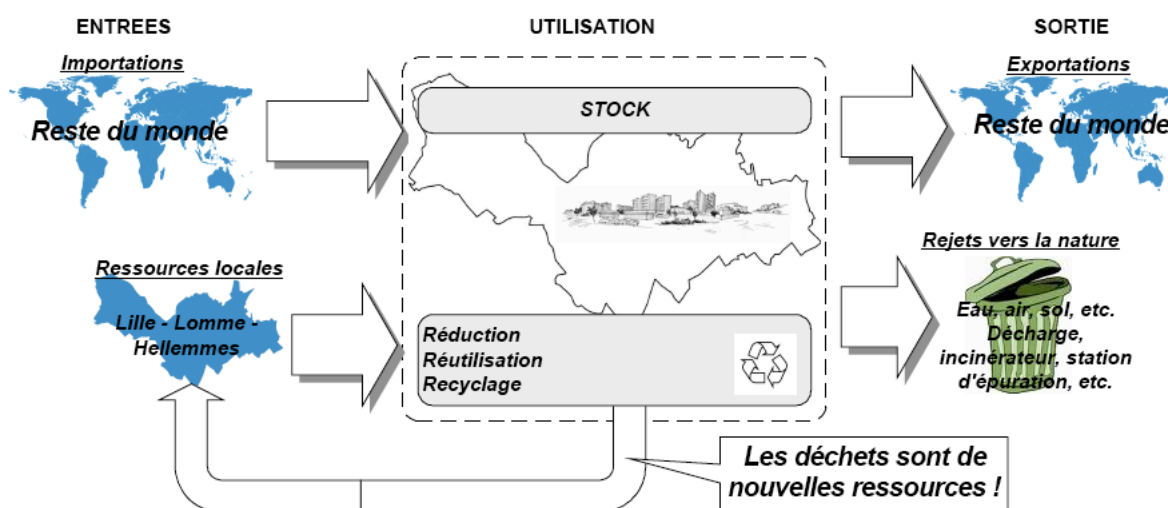 ENTREES
UTILISATION
SORTIE
Importations
Reste du monde
STOCK
Exportations
Reste du monde
Ressources locales
Lille - Lomme -
Hellemmes
Réduction
Réutilisation
Recyclage
Rejets vers la nature
Eau, air, sol, etc.
Décharge,
incinérateur, station
d'épuration, etc.
Les déchets sont de
nouvelles ressources !